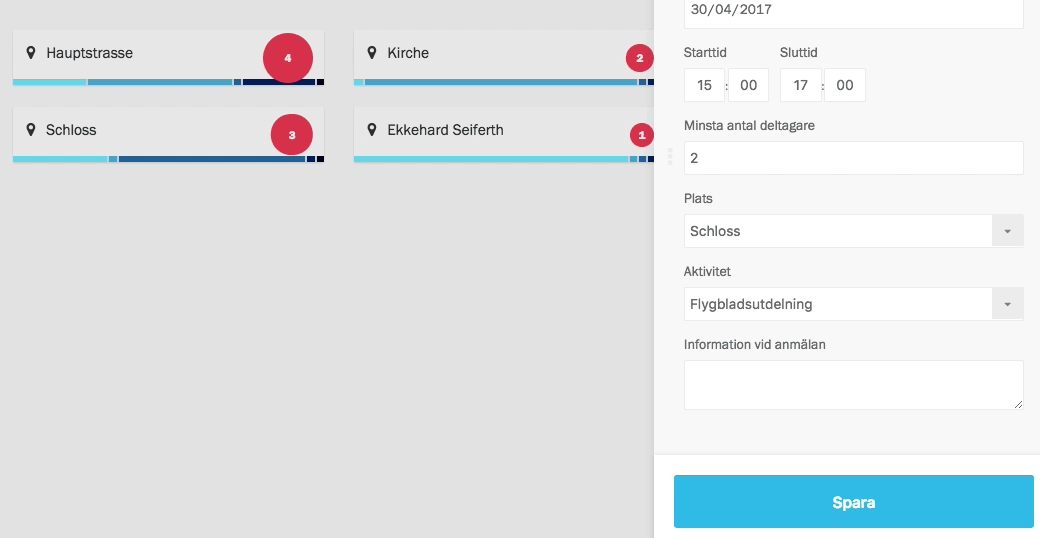 Hauptstrasse
4
Kirche
2
Schloss
3
Ekkehard Seiferth
1
30/04/2017
Starttid Sluttid
15 : 00 17 : 00
Minsta antal deltagare
2
Plats
Schloss
Aktivitet
Flygbladsutdelning
Information vid anmälan
Spara